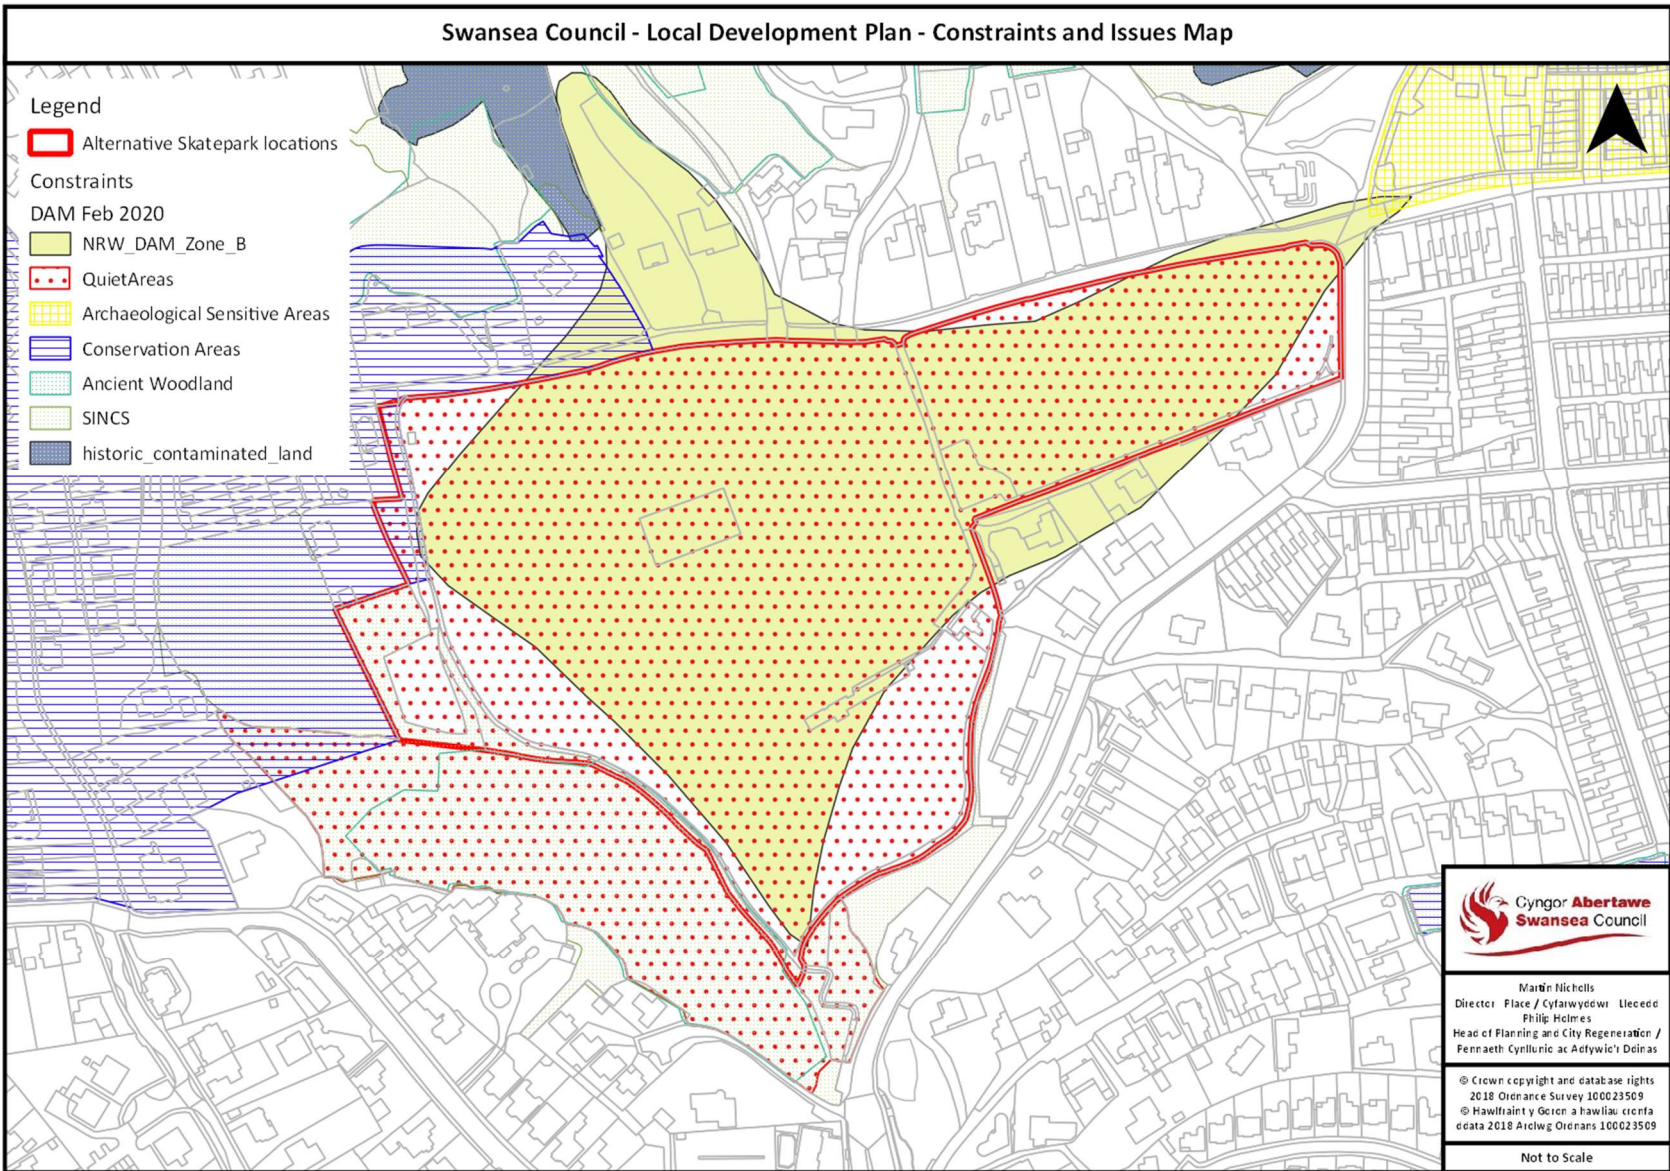 Swansea Council - Local Development Plan - Constraints and Issues Map
Legend
Alternative Skatepark locations
Constraints
DAM Feb 2020
NRW_DAM_Zone_B
QuietAreas
Archaeological Sensitive Areas
Conservation Areas
Ancient Woodland
SINCS
historic_contaminated_land
Cyngor Abertawe
Swansea Council
Martin Nicholls
Director Place / Cyfarwyddwr Lleoedd
Philip Holmes
Head of Planning and City Regeneration /
Pennaeth Cynllunio ac Adfywio'r Ddinas
© Crown copyright and database rights
2018 Ordnance Survey 100023509
© Hawlfraint y Goron a hawliau cronfa
ddata 2018 Arolwg Ordnans 100023509
Not to Scale